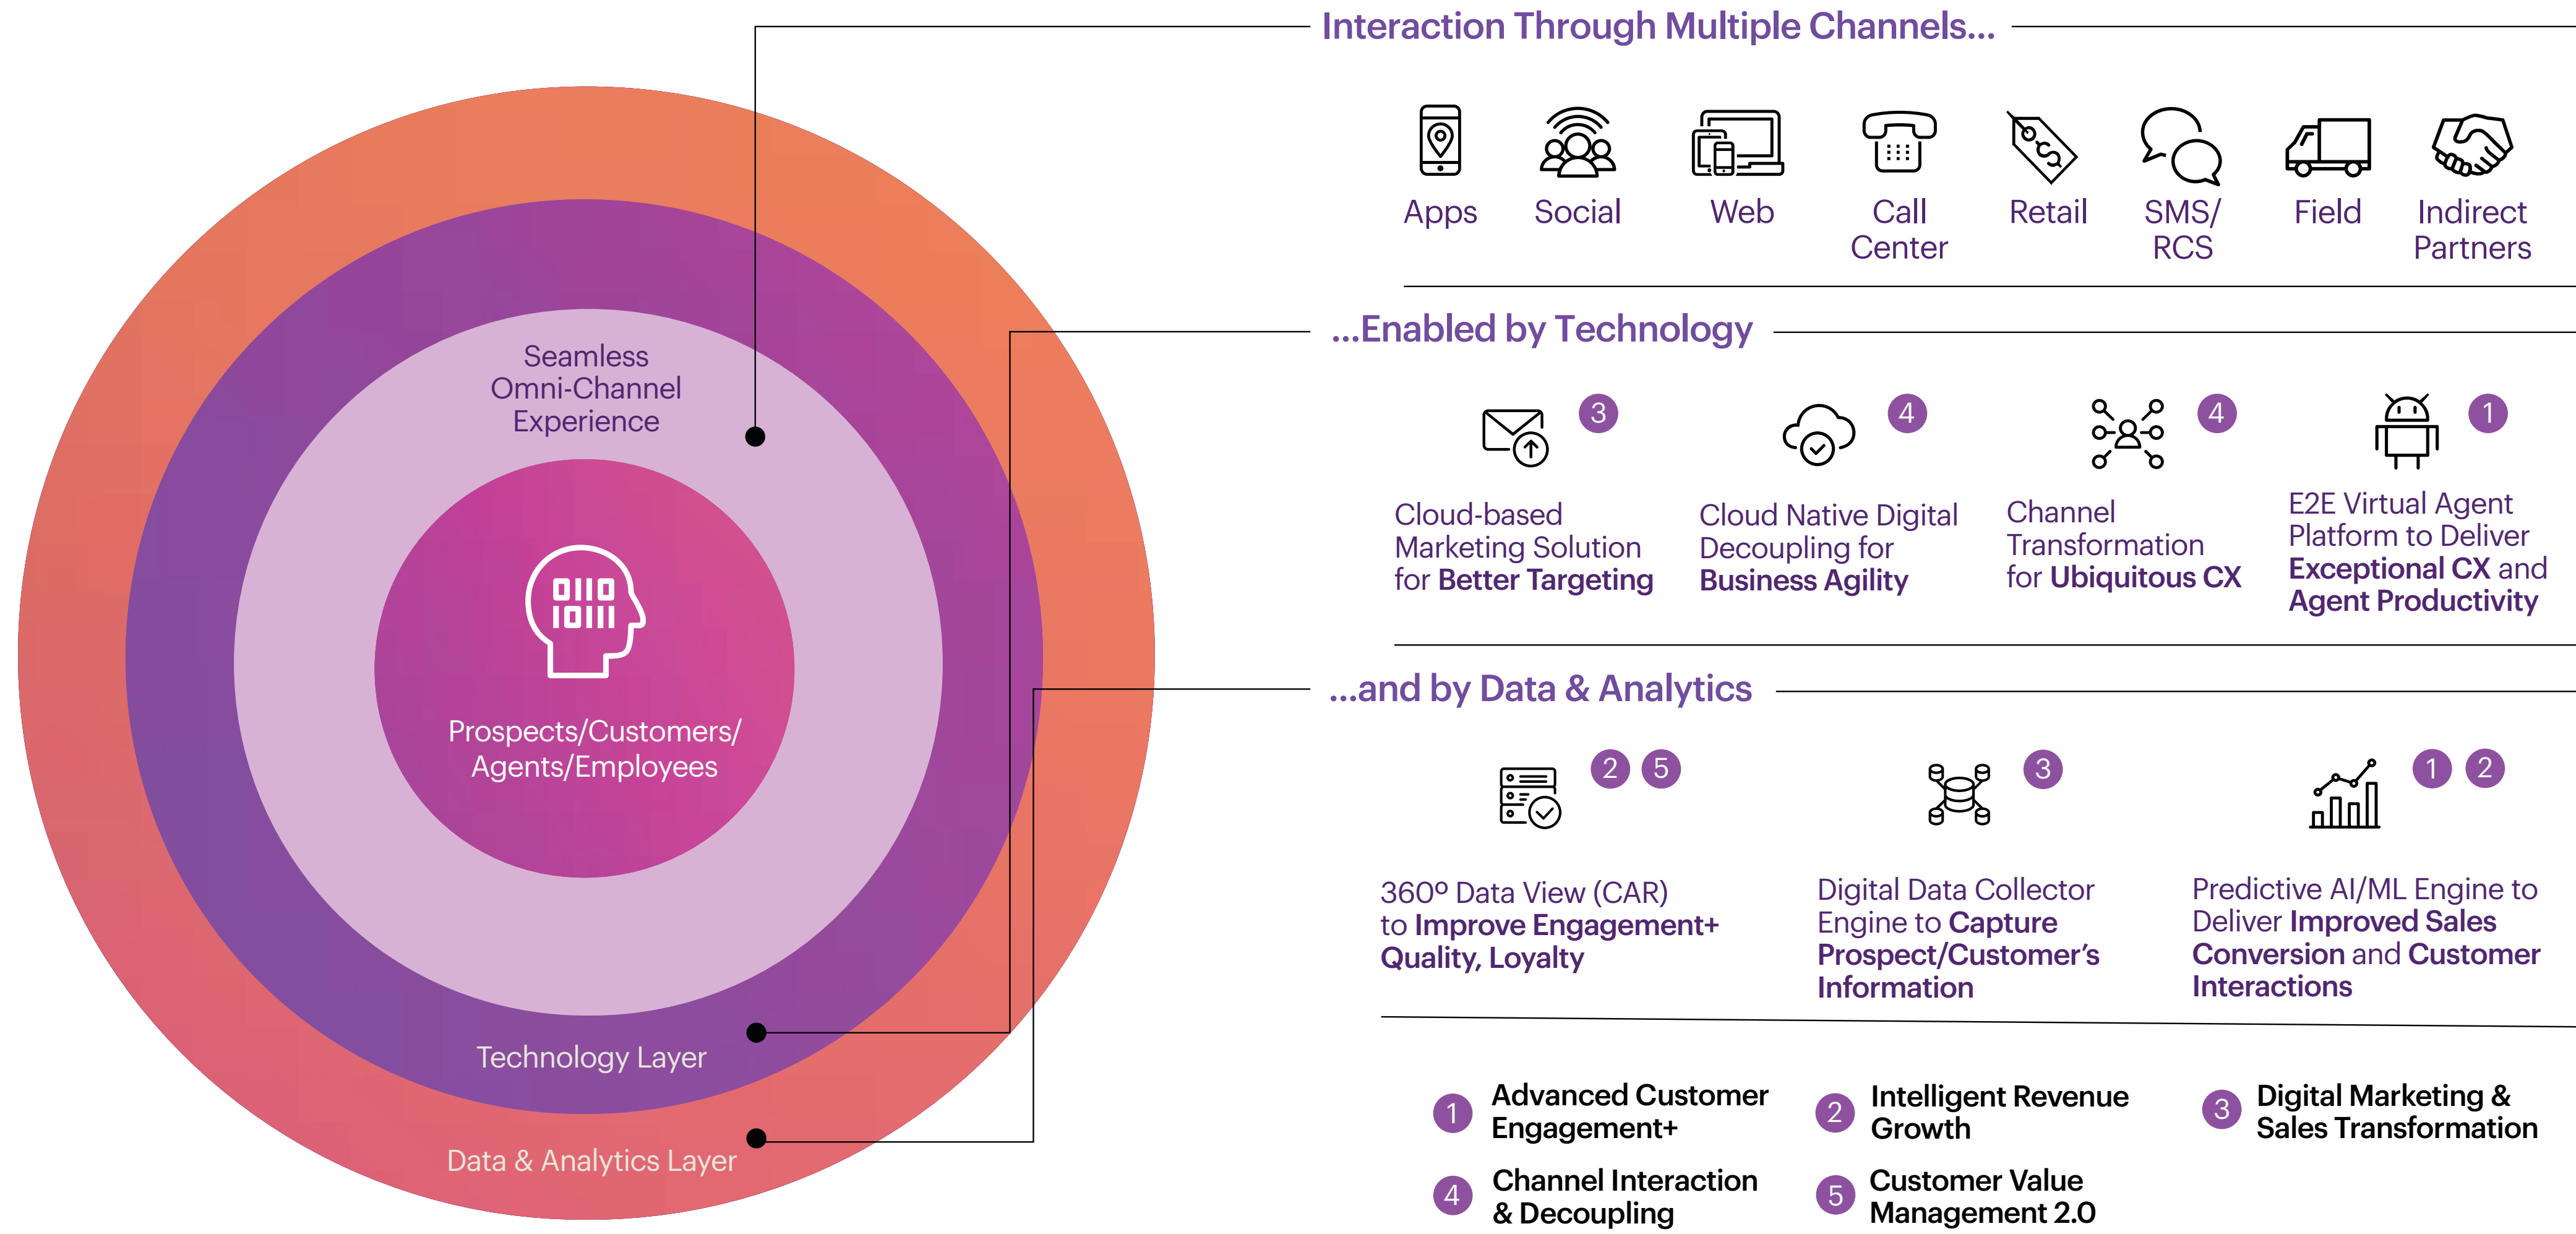 Interaction Through Multiple Channels...
Apps
Social
Web
Call
Center
Retail
SMS/
RCS
Field
Indirect
Partners
Seamless
Omni-Channel
Experience
Prospects/Customers/
Agents/Employees
Technology Layer
Data & Analytics Layer
...Enabled by Technology
3
Cloud-based
Marketing Solution
for Better Targeting
4
Cloud Native Digital
Decoupling for
Business Agility
4
Channel
Transformation
for Ubiquitous CX
1
E2E Virtual Agent
Platform to Deliver
Exceptional CX and
Agent Productivity
...and by Data & Analytics
2 5
360º Data View (CAR)
to Improve Engagement+
Quality, Loyalty
3
Digital Data Collector
Engine to Capture
Prospect/Customer’s
Information
1 2
Predictive AI/ML Engine to
Deliver Improved Sales
Conversion and Customer
Interactions
1 Advanced Customer
Engagement+
2 Intelligent Revenue
Growth
3 Digital Marketing &
Sales Transformation
4 Channel Interaction
& Decoupling
5 Customer Value
Management 2.0